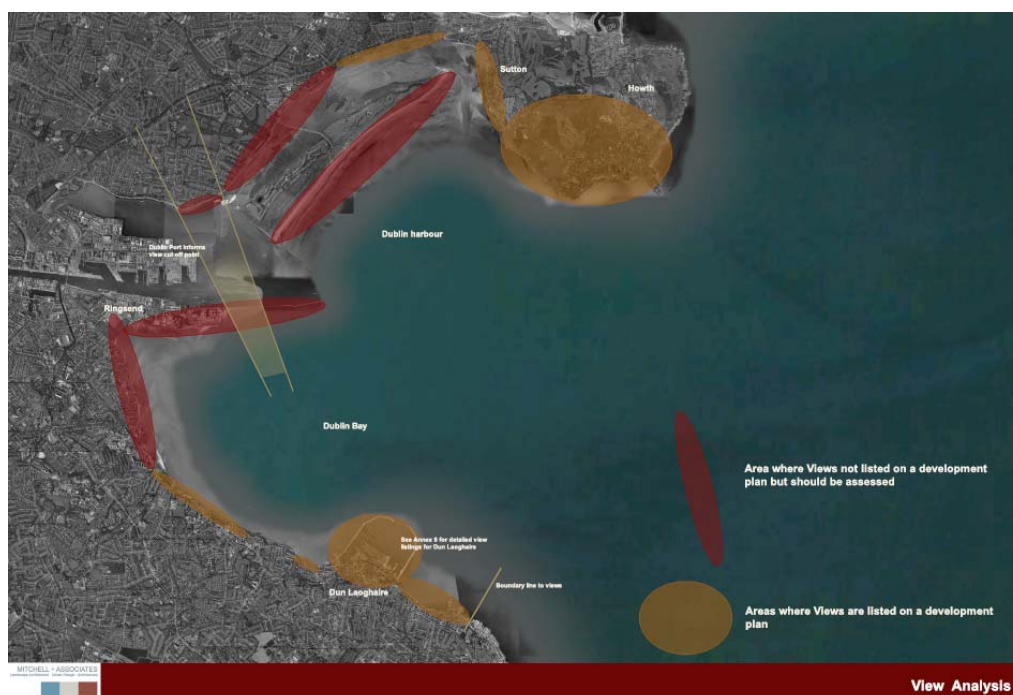 Sutton
Howth
Dublin harbour
Dublin Port informs
view cut off point
Ringsend
Dublin Bay
Area where Views not listed on a development
plan but should be assessed
See Annex 5 for detailed view
listings for Dun Laoghaire
Boundary line to views
Dun Laoghaire
Areas where Views are listed on a development
plan
MITCHELL + ASSOCIATES
View Analysis